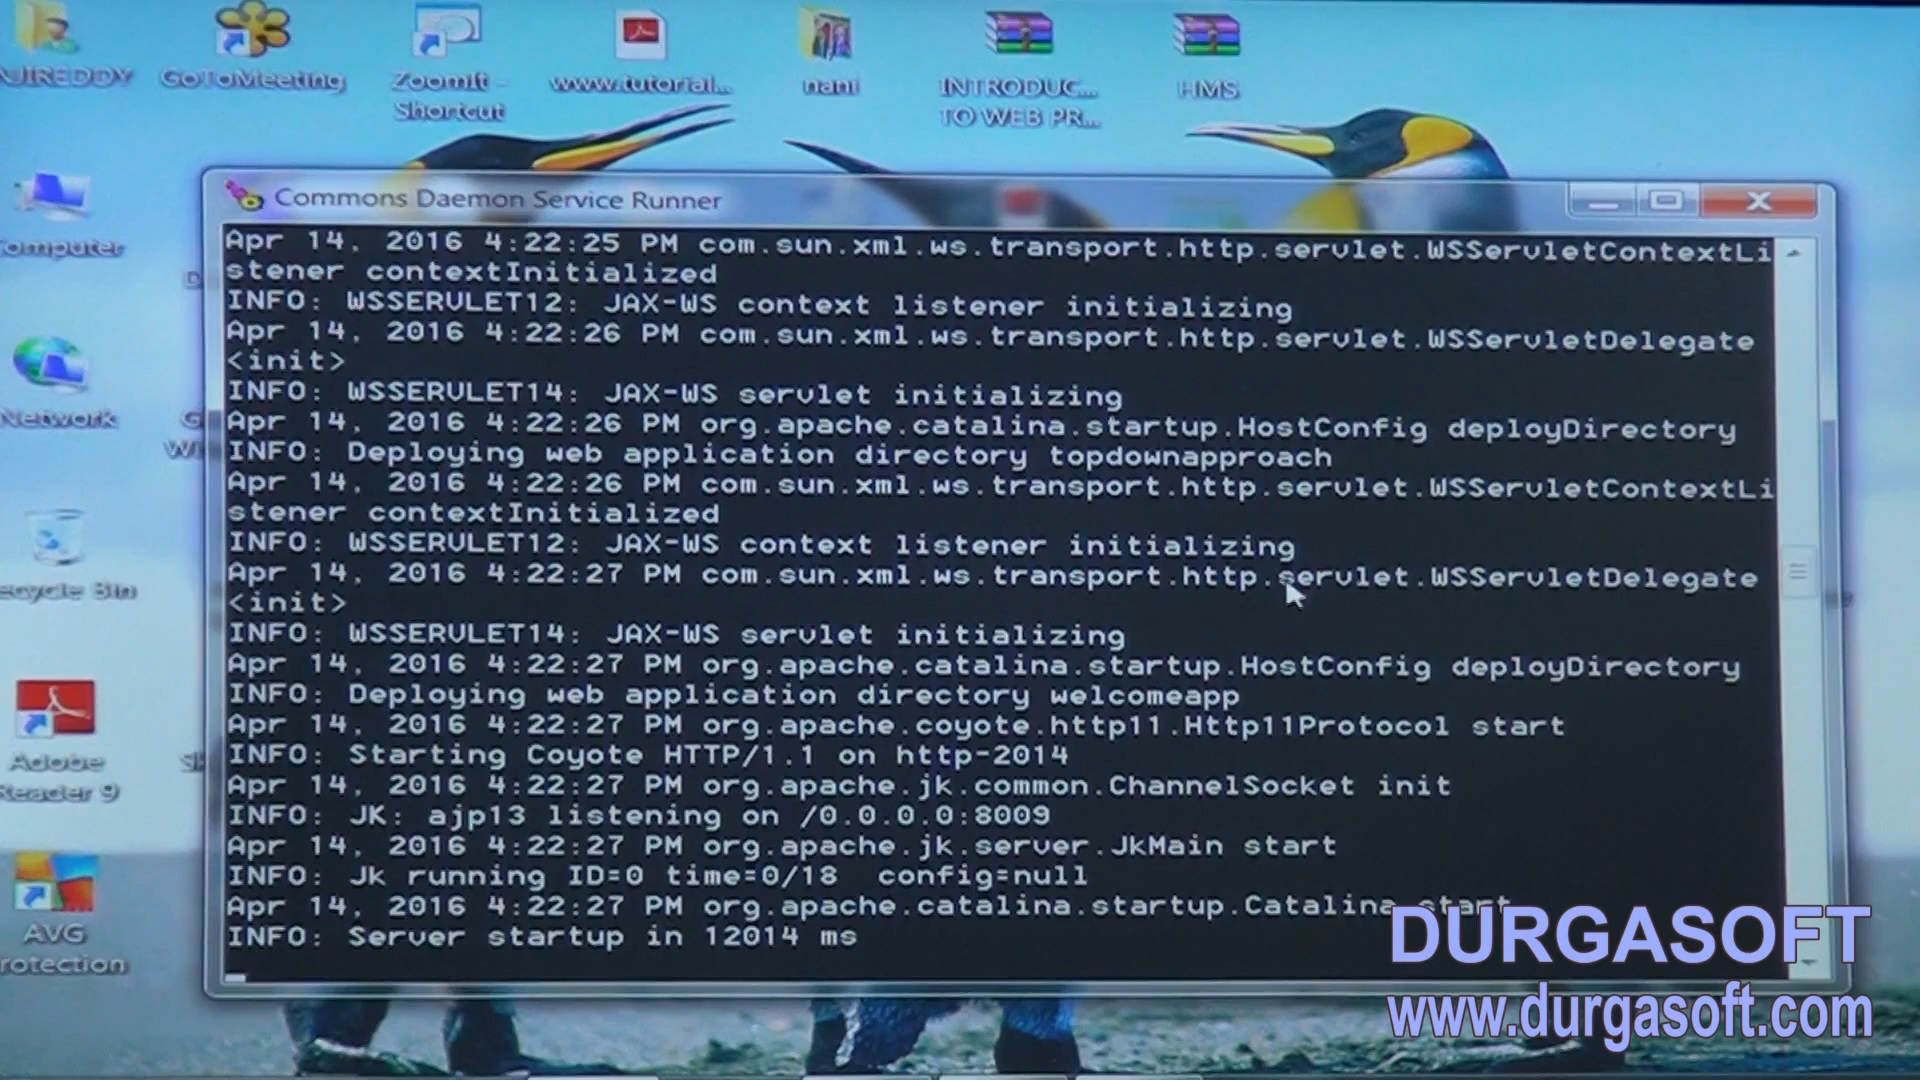 GoToMeeting
ZoomIt -
Shortcut
www.tutorial...
nani
INTRODUC...
TO WEB PR...
HMS
Network
Adobe
Reader 9
AVG
Commons Daemon Service Runner
Apr 14, 2016 4:22:25 PM com.sun.xml.ws.transport.http.servlet.WSServletContextLi
stener contextInitialized
INFO: WSSERVLET12: JAX-WS context listener initializing
Apr 14, 2016 4:22:26 PM com.sun.xml.ws.transport.http.servlet.WSServletDelegate
<init>
INFO: WSSERVLET14: JAX-WS servlet initializing
Apr 14, 2016 4:22:26 PM org.apache.catalina.startup.HostConfig deployDirectory
INFO: Deploying web application directory topdownapproach
Apr 14, 2016 4:22:26 PM com.sun.xml.ws.transport.http.servlet.WSServletContextLi
stener contextInitialized
INFO: WSSERVLET12: JAX-WS context listener initializing
Apr 14, 2016 4:22:27 PM com.sun.xml.ws.transport.http.servlet.WSServletDelegate
<init>
INFO: WSSERVLET14: JAX-WS servlet initializing
Apr 14, 2016 4:22:27 PM org.apache.catalina.startup.HostConfig deployDirectory
INFO: Deploying web application directory welcomeapp
Apr 14, 2016 4:22:27 PM org.apache.coyote.http11.Http11Protocol start
INFO: Starting Coyote HTTP/1.1 on http-2014
Apr 14, 2016 4:22:27 PM org.apache.jk.common.ChannelSocket init
INFO: JK: ajp13 listening on /0.0.0.0:8009
Apr 14, 2016 4:22:27 PM org.apache.jk.server.JkMain start
INFO: Jk running ID=0 time=0/18  config=null
Apr 14, 2016 4:22:27 PM org.apache.catalina.startup.Catalina start
INFO: Server startup in 12014 ms
DURGASOFT
www.durgasoft.com